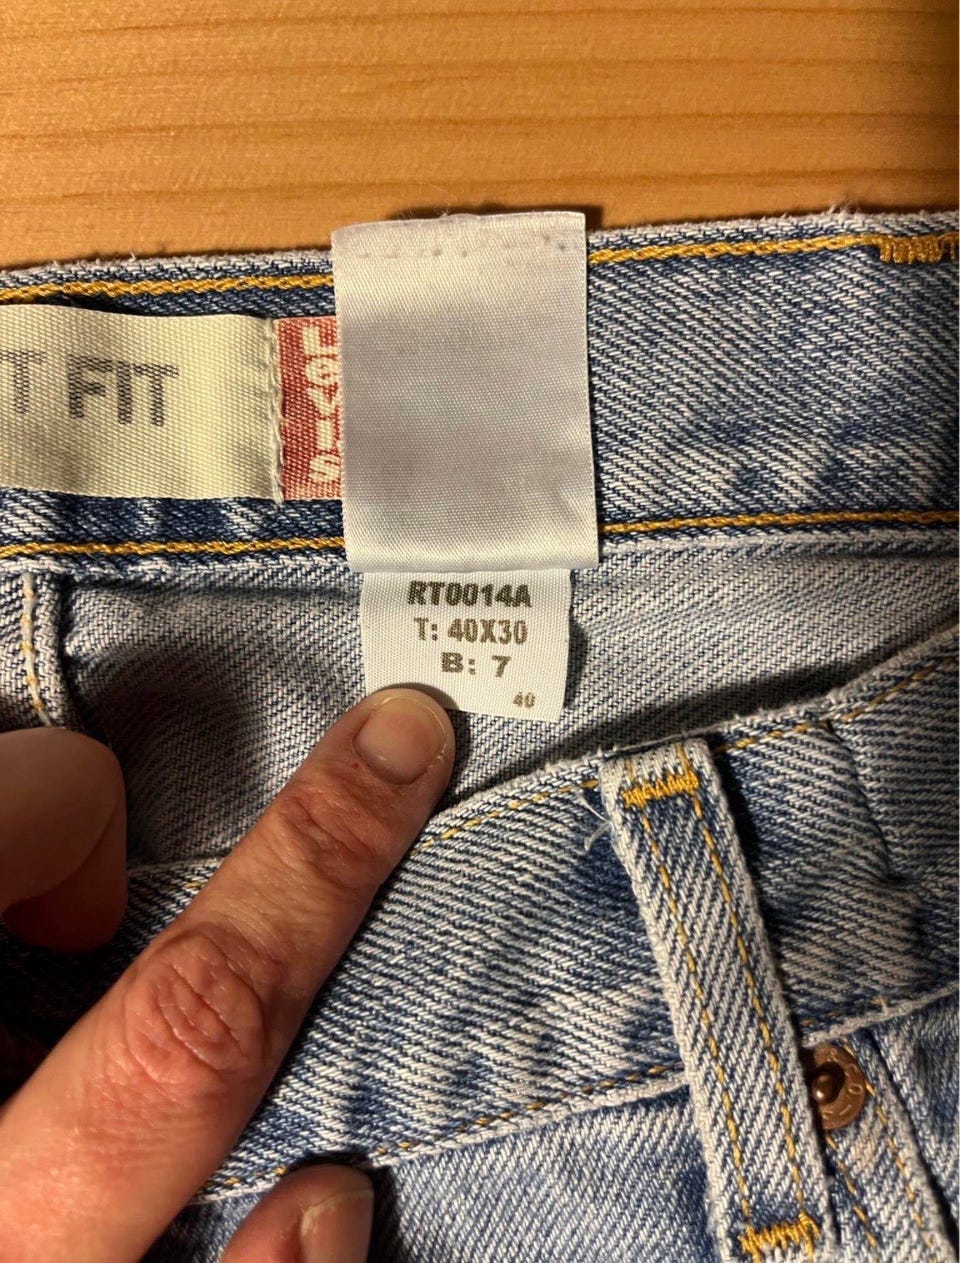 T FIT
LEVI'S
RT0014A
T: 40X30
B: 7
40